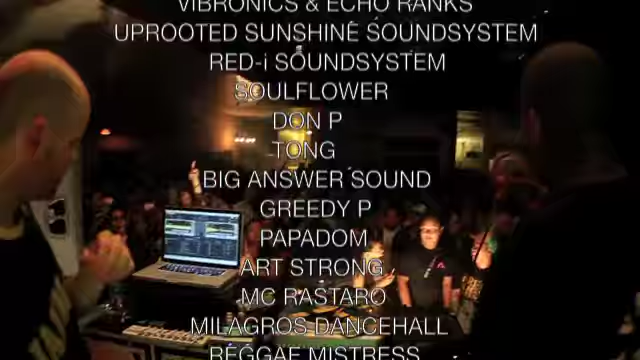 VIBRONICS & ECHO RANKS
UPROOTED SUNSHINE SOUNDSYSTEM
RED-i SOUNDSYSTEM
SOULFLOWER
DON P
TONG
BIG ANSWER SOUND
GREEDY P
PAPADOM
ART STRONG
MC RASTARO
MILAGROS DANCEHALL
REGGAE MISTRESS